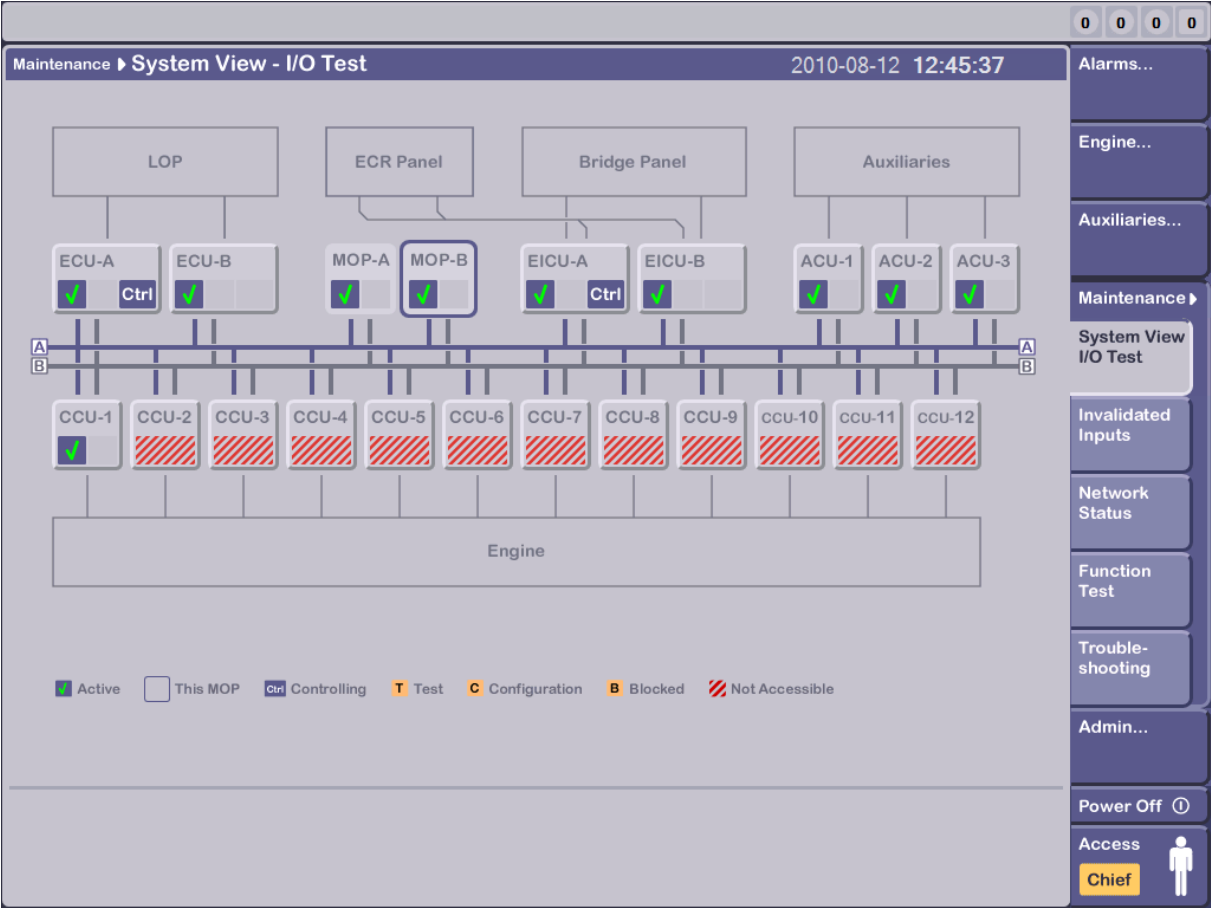 0 0 0 0
Maintenance System View - I/O Test 2010-08-12 12:45:37
Alarms...
Engine...
Auxiliaries...
Maintenance
System View
I/O Test
Invalidated
Inputs
Network
Status
Function
Test
Trouble-
shooting
Admin...
Power Off
Access
Chief
LOP ECR Panel Bridge Panel Auxiliaries
ECU-A ECU-B MOP-A MOP-B EICU-A EICU-B ACU-1 ACU-2 ACU-3
Ctrl Ctrl
A A
B B
CCU-1 CCU-2 CCU-3 CCU-4 CCU-5 CCU-6 CCU-7 CCU-8 CCU-9 CCU-10 CCU-11 CCU-12
Engine
Active This MOP Ctrl Controlling T Test C Configuration B Blocked Not Accessible